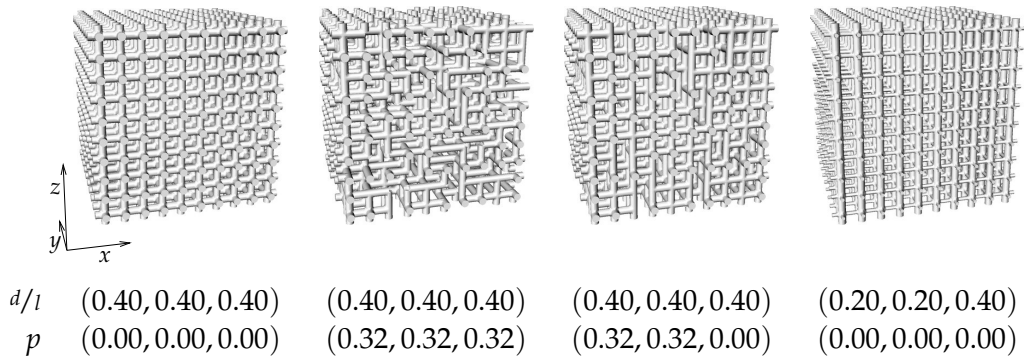 z
y
x
d/l (0.40, 0.40, 0.40) (0.40, 0.40, 0.40) (0.40, 0.40, 0.40) (0.20, 0.20, 0.40)
p (0.00, 0.00, 0.00) (0.32, 0.32, 0.32) (0.32, 0.32, 0.00) (0.00, 0.00, 0.00)